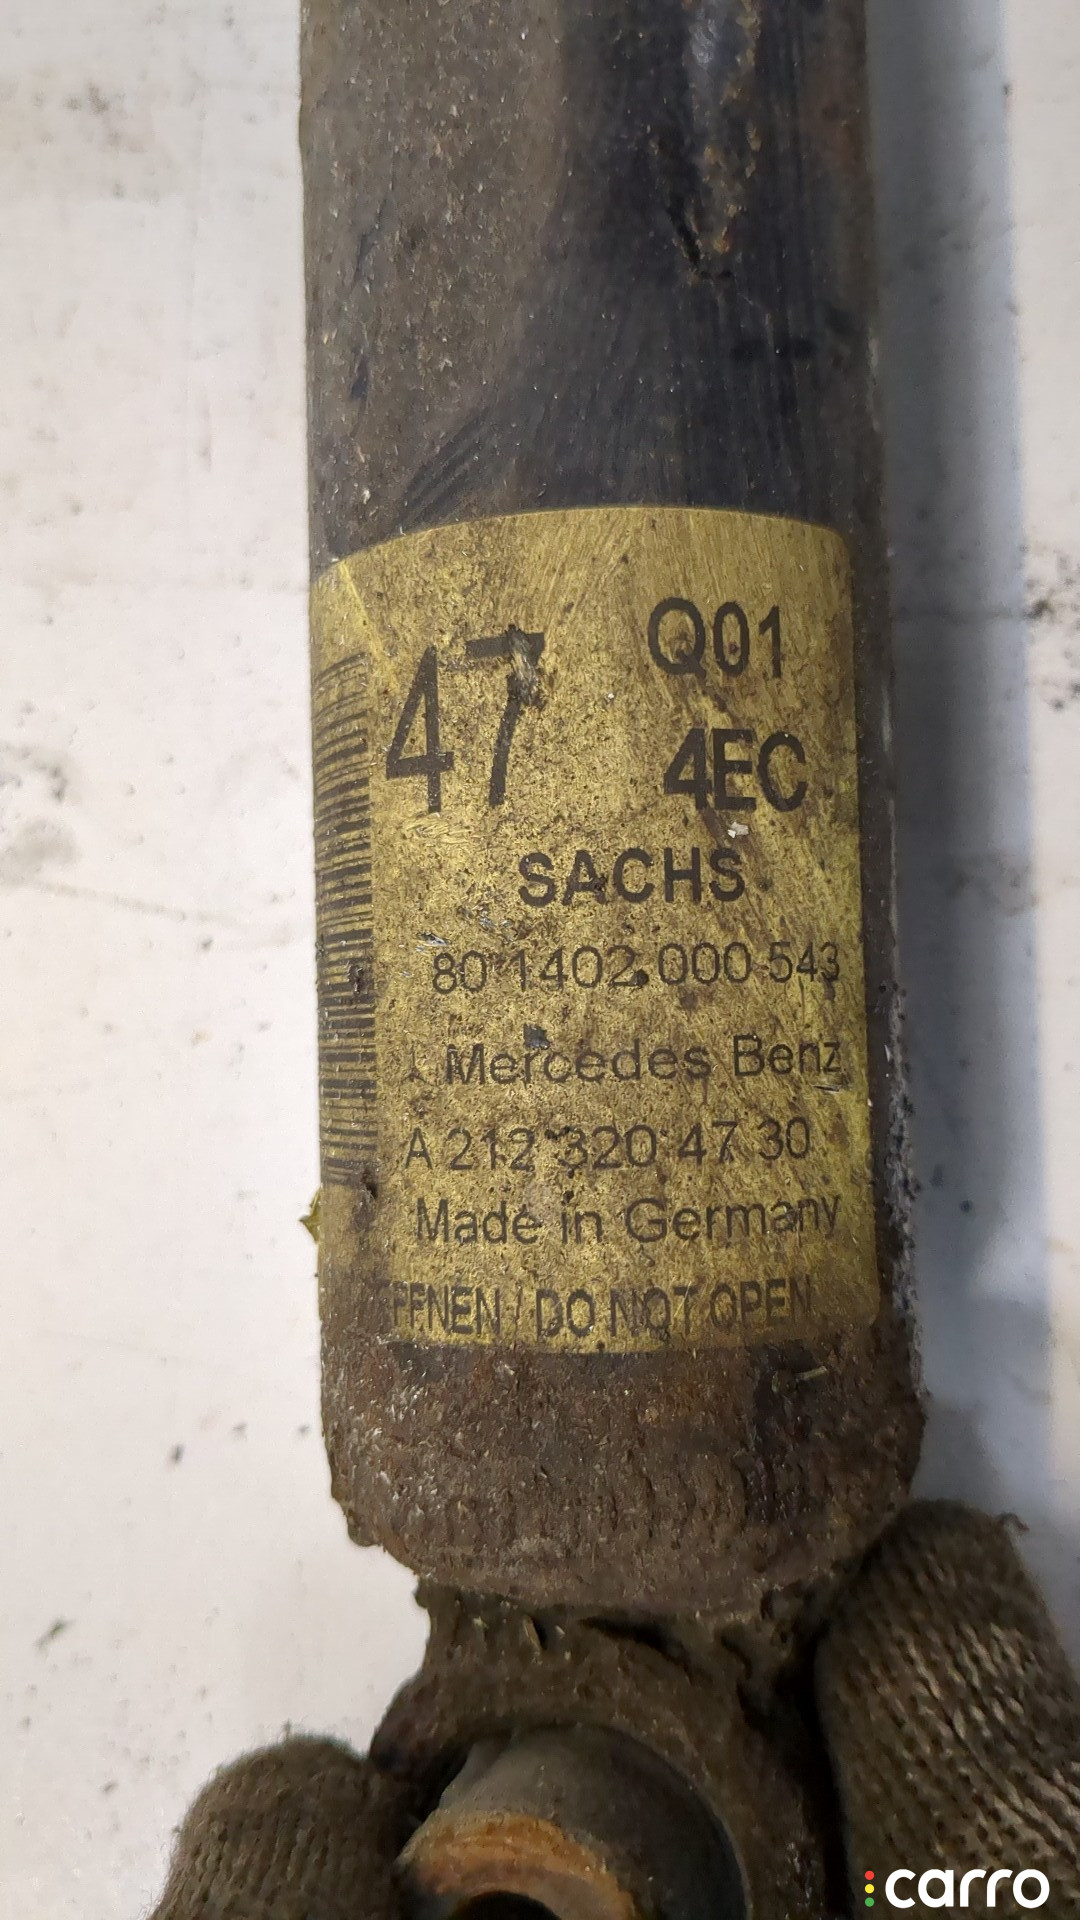 47
Q01
4EC
SACHS
80 1402 000 543
Mercedes Benz
A 212 320 47 30
Made in Germany
FFNEN / DO NOT OPEN
carro